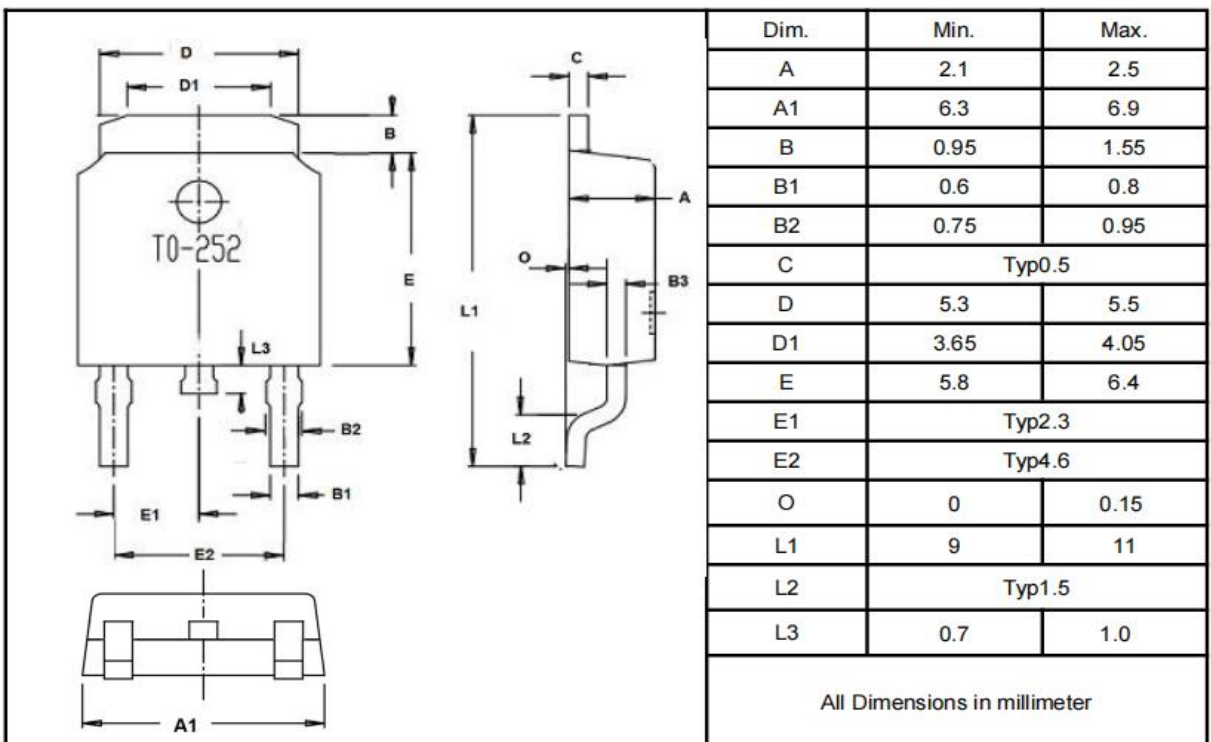 D
D1
B
TO-252
E
L3
B2
B1
E1
E2
A1
C
A
O
B3
L1
L2
Dim. Min. Max.
A 2.1 2.5
A1 6.3 6.9
B 0.95 1.55
B1 0.6 0.8
B2 0.75 0.95
C Typ0.5
D 5.3 5.5
D1 3.65 4.05
E 5.8 6.4
E1 Typ2.3
E2 Typ4.6
O 0 0.15
L1 9 11
L2 Typ1.5
L3 0.7 1.0
All Dimensions in millimeter